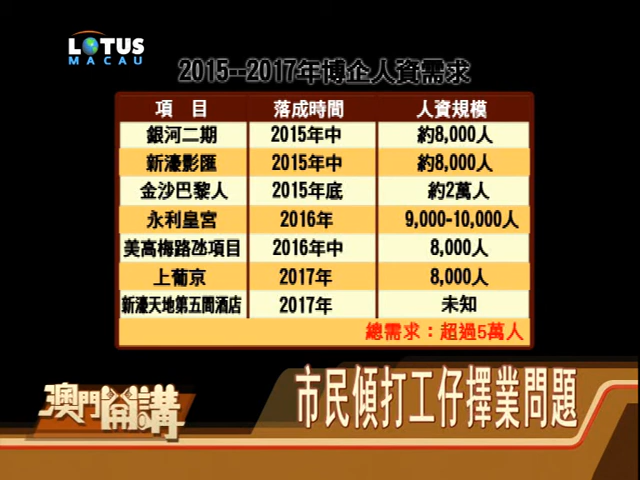 LOTUS
MACAU
2015--2017年博企人資需求
項 目 落成時間 人資規模
銀河二期 2015年中 約8,000人
新濠影匯 2015年中 約8,000人
金沙巴黎人 2015年底 約2萬人
永利皇宮 2016年 9,000-10,000人
美高梅路氹項目 2016年中 8,000人
上葡京 2017年 8,000人
新濠天地第五間酒店 2017年 未知
總需求：超過5萬人
澳門開講
市民傾打工仔擇業問題